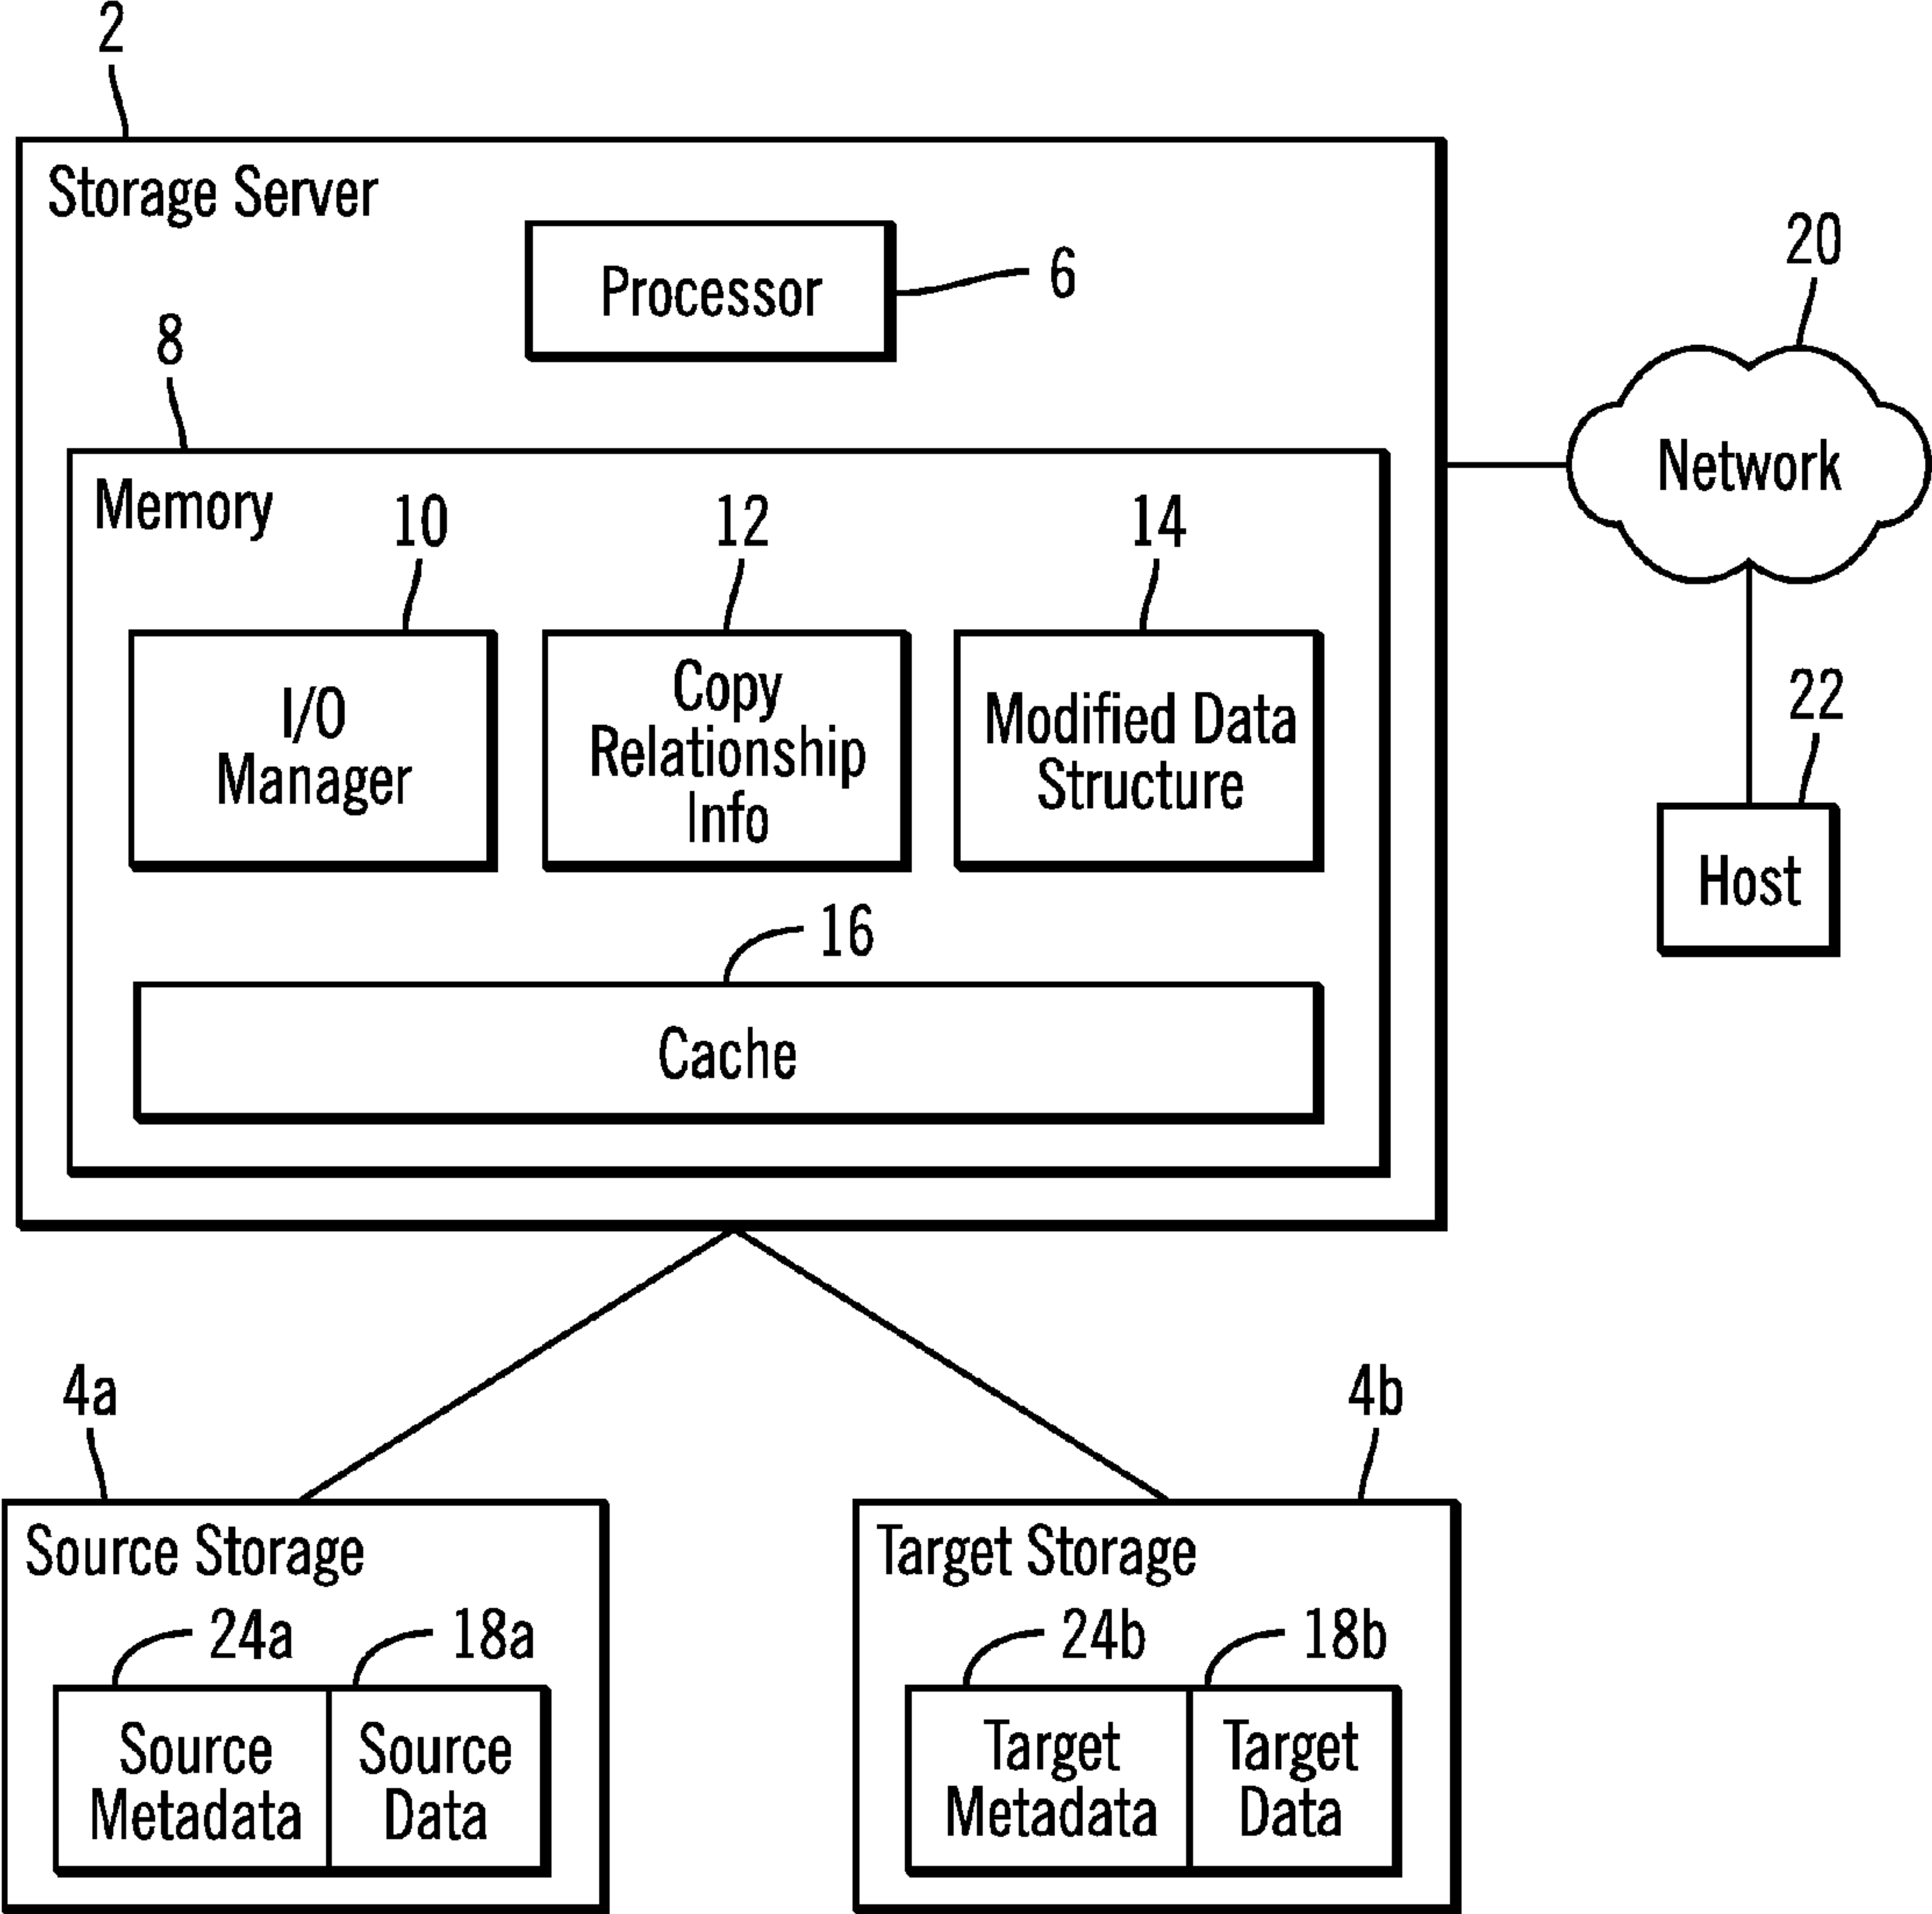 2
Storage Server
Processor
6
20
8
Network
Memory
10
12
14
I/O
Manager
Copy
Relationship
Info
Modified Data
Structure
22
Host
16
Cache
4a
4b
Source Storage
24a
18a
Source
Metadata
Source
Data
Target Storage
24b
18b
Target
Metadata
Target
Data